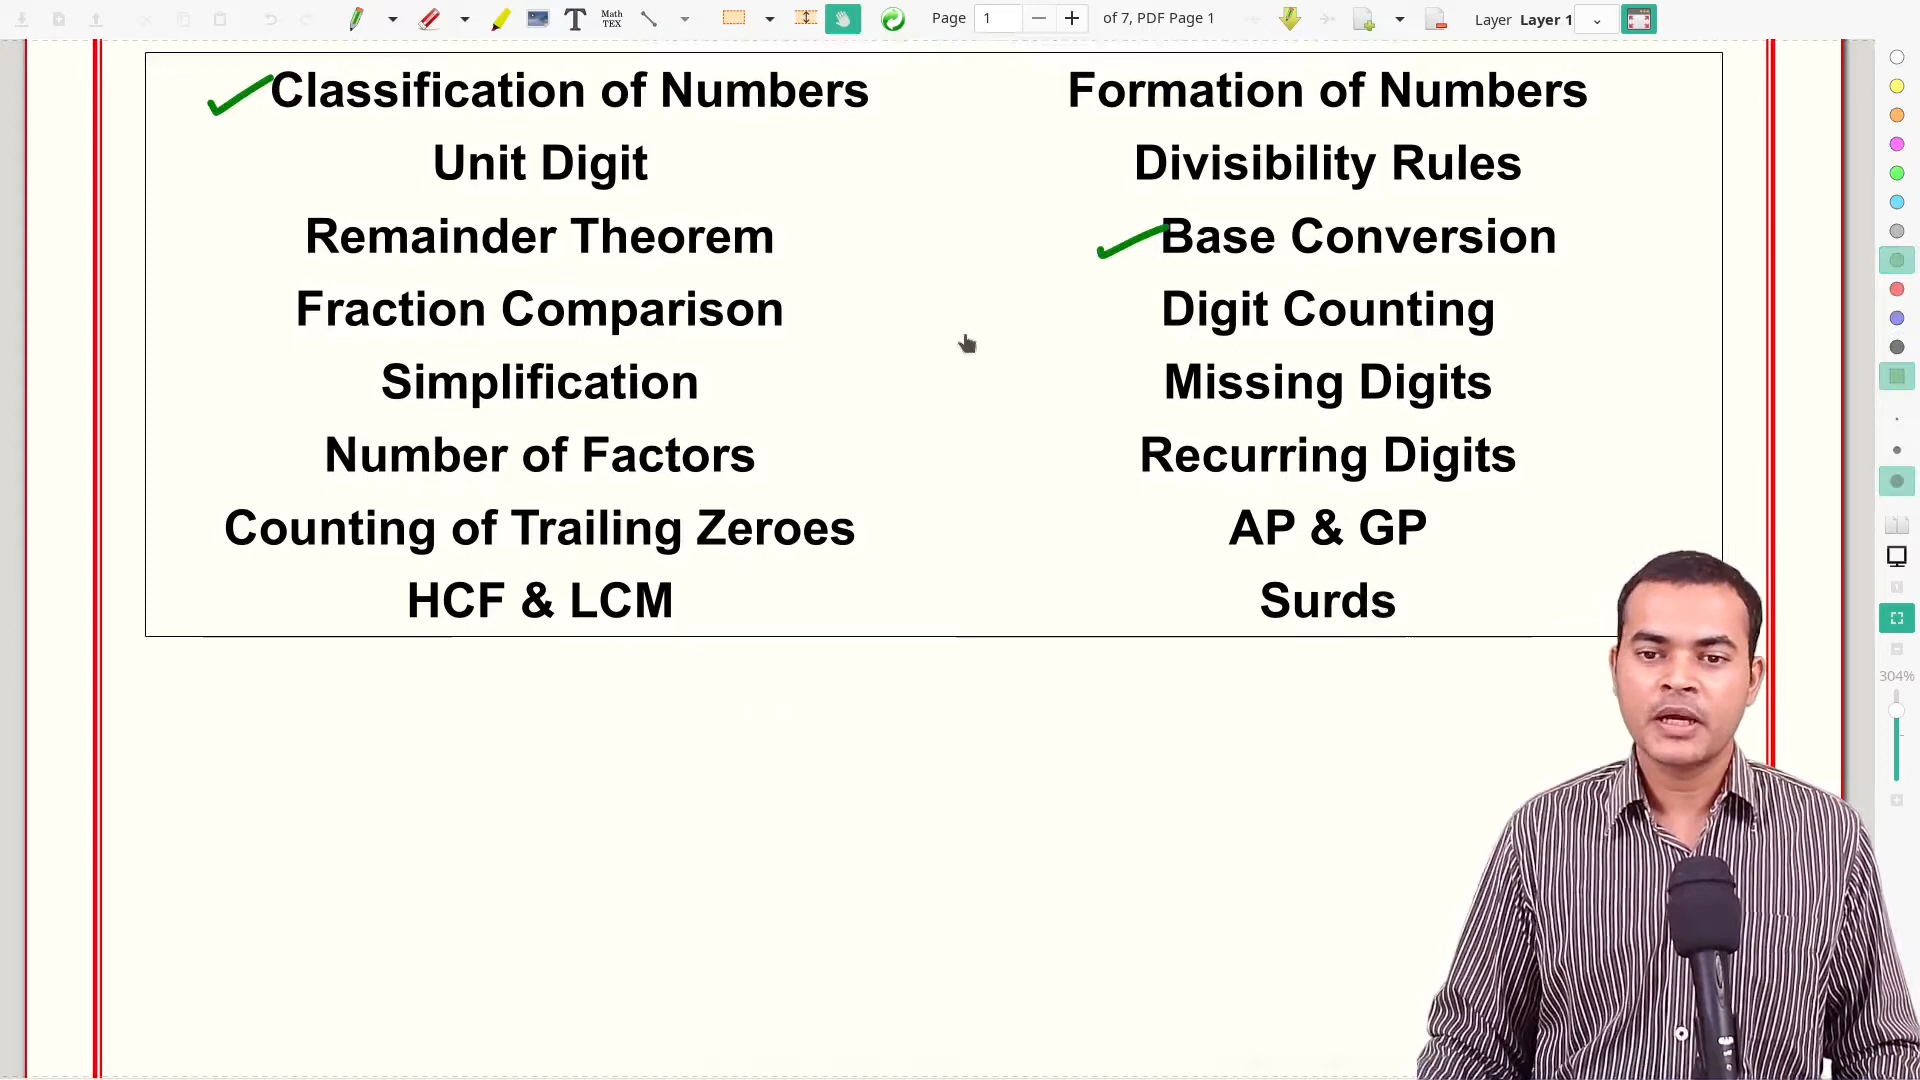 Math
TEX
Page 1 of 7, PDF Page 1
Layer Layer 1
Classification of Numbers Formation of Numbers
Unit Digit Divisibility Rules
Remainder Theorem Base Conversion
Fraction Comparison Digit Counting
Simplification Missing Digits
Number of Factors Recurring Digits
Counting of Trailing Zeroes AP & GP
HCF & LCM Surds
304%